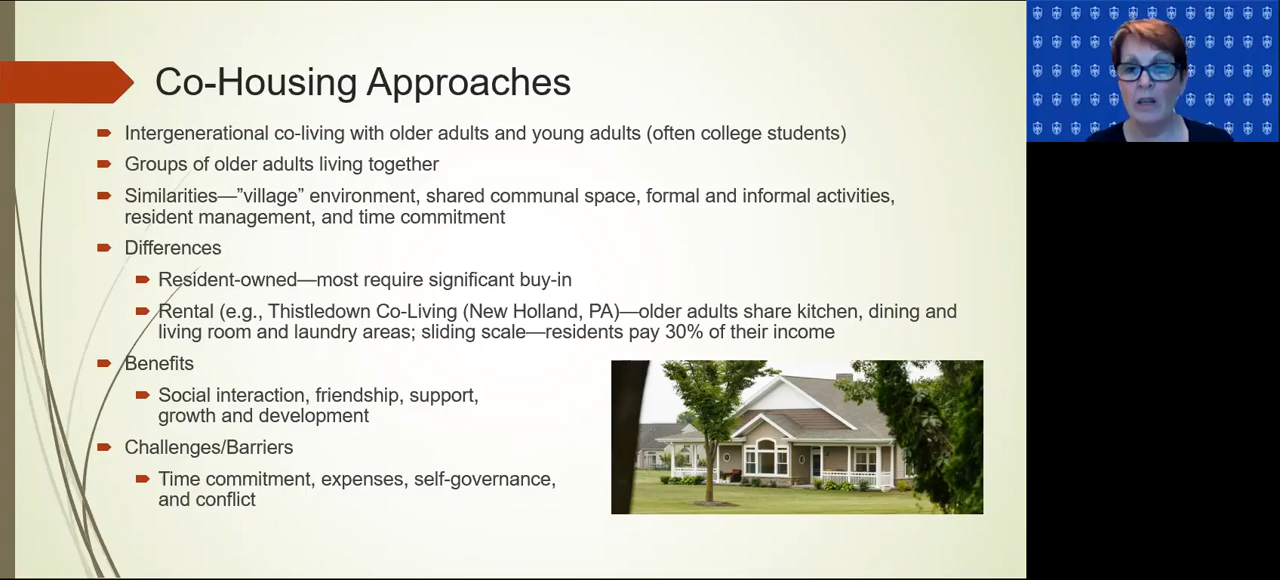 Co-Housing Approaches
Intergenerational co-living with older adults and young adults (often college students)
Groups of older adults living together
Similarities—”village” environment, shared communal space, formal and informal activities,
resident management, and time commitment
Differences
Resident-owned—most require significant buy-in
Rental (e.g., Thistledown Co-Living (New Holland, PA)—older adults share kitchen, dining and
living room and laundry areas; sliding scale—residents pay 30% of their income
Benefits
Social interaction, friendship, support,
growth and development
Challenges/Barriers
Time commitment, expenses, self-governance,
and conflict